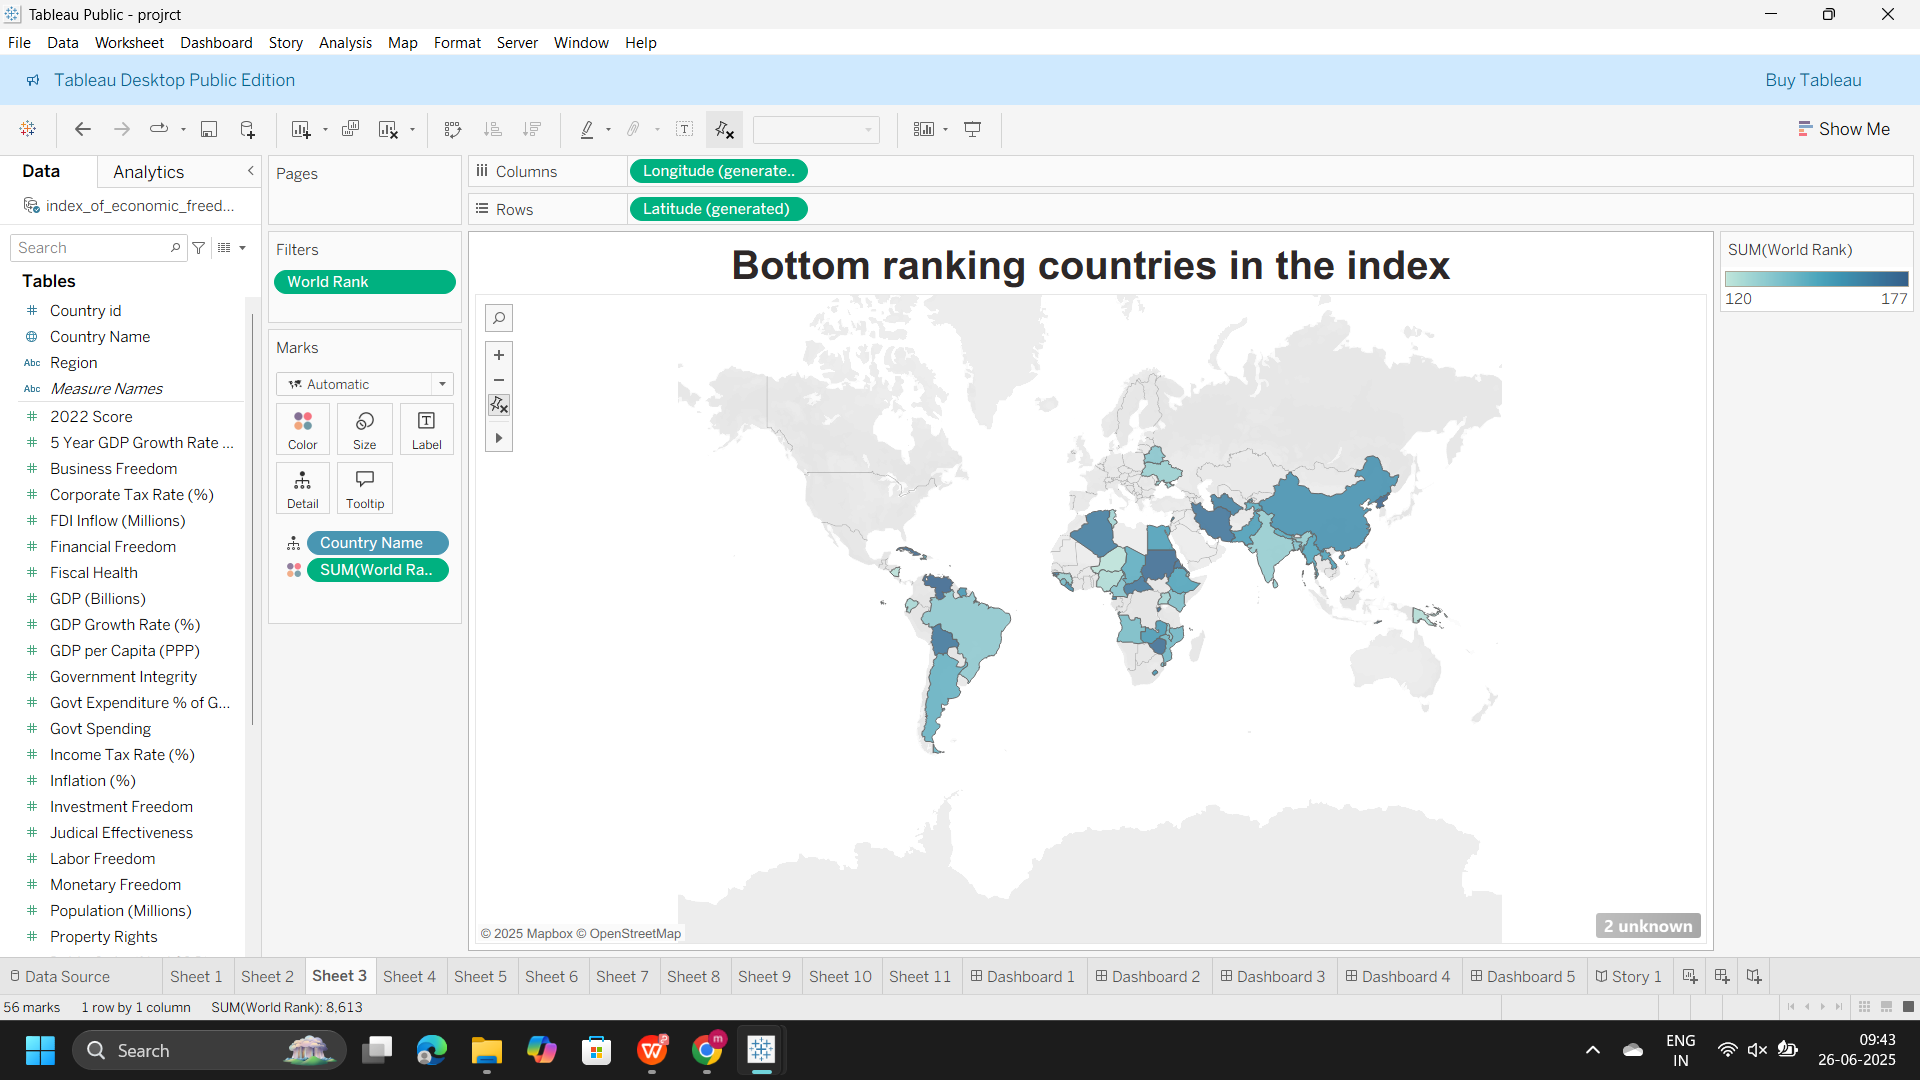 Tableau Public - projrct
File Data Worksheet Dashboard Story Analysis Map Format Server Window Help
Tableau Desktop Public Edition
Buy Tableau
Show Me
Data
Analytics
index_of_economic_freed...
Search
Tables
Country id
Country Name
Abc Region
Abc Measure Names
2022 Score
5 Year GDP Growth Rate ...
Business Freedom
Corporate Tax Rate (%)
FDI Inflow (Millions)
Financial Freedom
Fiscal Health
GDP (Billions)
GDP Growth Rate (%)
GDP per Capita (PPP)
Government Integrity
Govt Expenditure % of G...
Govt Spending
Income Tax Rate (%)
Inflation (%)
Investment Freedom
Judical Effectiveness
Labor Freedom
Monetary Freedom
Population (Millions)
Property Rights
Pages
Filters
World Rank
Marks
Automatic
Color
Size
Label
Detail
Tooltip
Country Name
SUM(World Ra..
Columns
Longitude (generate..
Rows
Latitude (generated)
Bottom ranking countries in the index
© 2025 Mapbox © OpenStreetMap
2 unknown
SUM(World Rank)
120
177
Data Source
Sheet 1
Sheet 2
Sheet 3
Sheet 4
Sheet 5
Sheet 6
Sheet 7
Sheet 8
Sheet 9
Sheet 10
Sheet 11
Dashboard 1
Dashboard 2
Dashboard 3
Dashboard 4
Dashboard 5
Story 1
56 marks
1 row by 1 column
SUM(World Rank): 8,613
Search
m
ENG
IN
09:43
26-06-2025